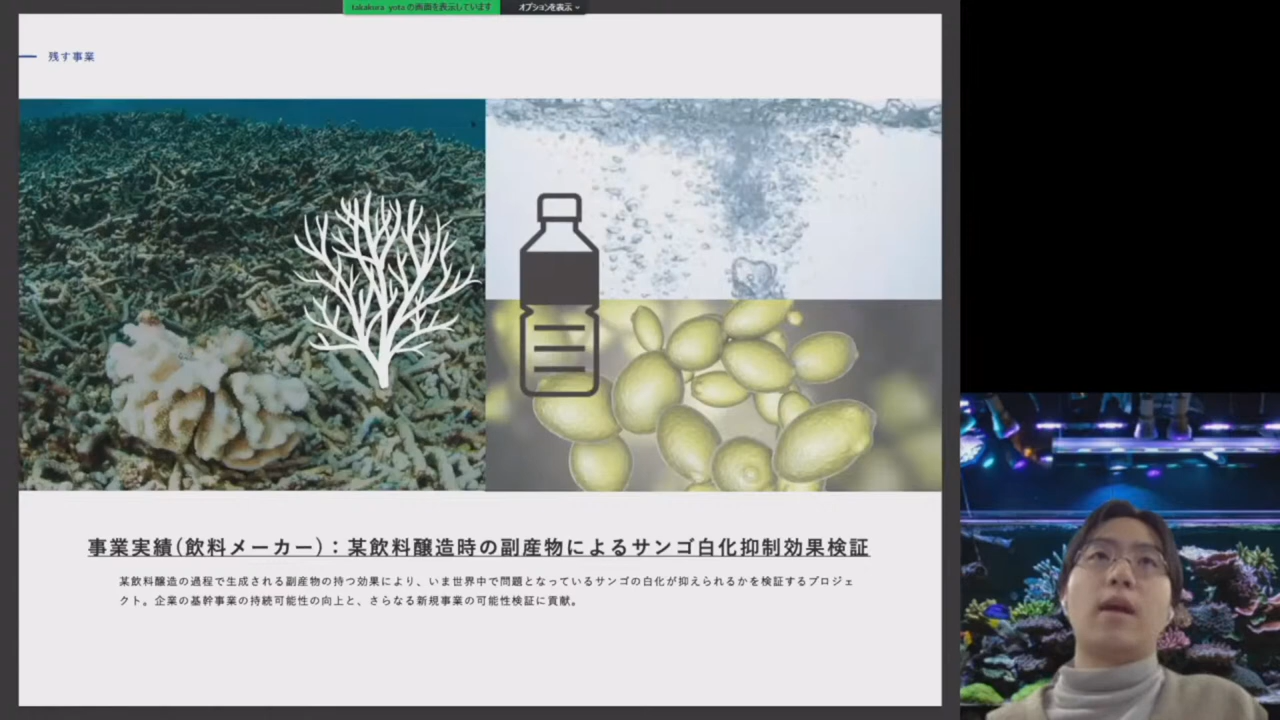 takakura yota の画面を表示しています
オプションを表示
残す事業
事業実績(飲料メーカー)：某飲料醸造時の副産物によるサンゴ白化抑制効果検証
某飲料醸造の過程で生成される副産物の持つ効果により、いま世界中で問題となっているサンゴの白化が抑えられるかを検証するプロジェ
クト。企業の基幹事業の持続可能性の向上と、さらなる新規事業の可能性検証に貢献。